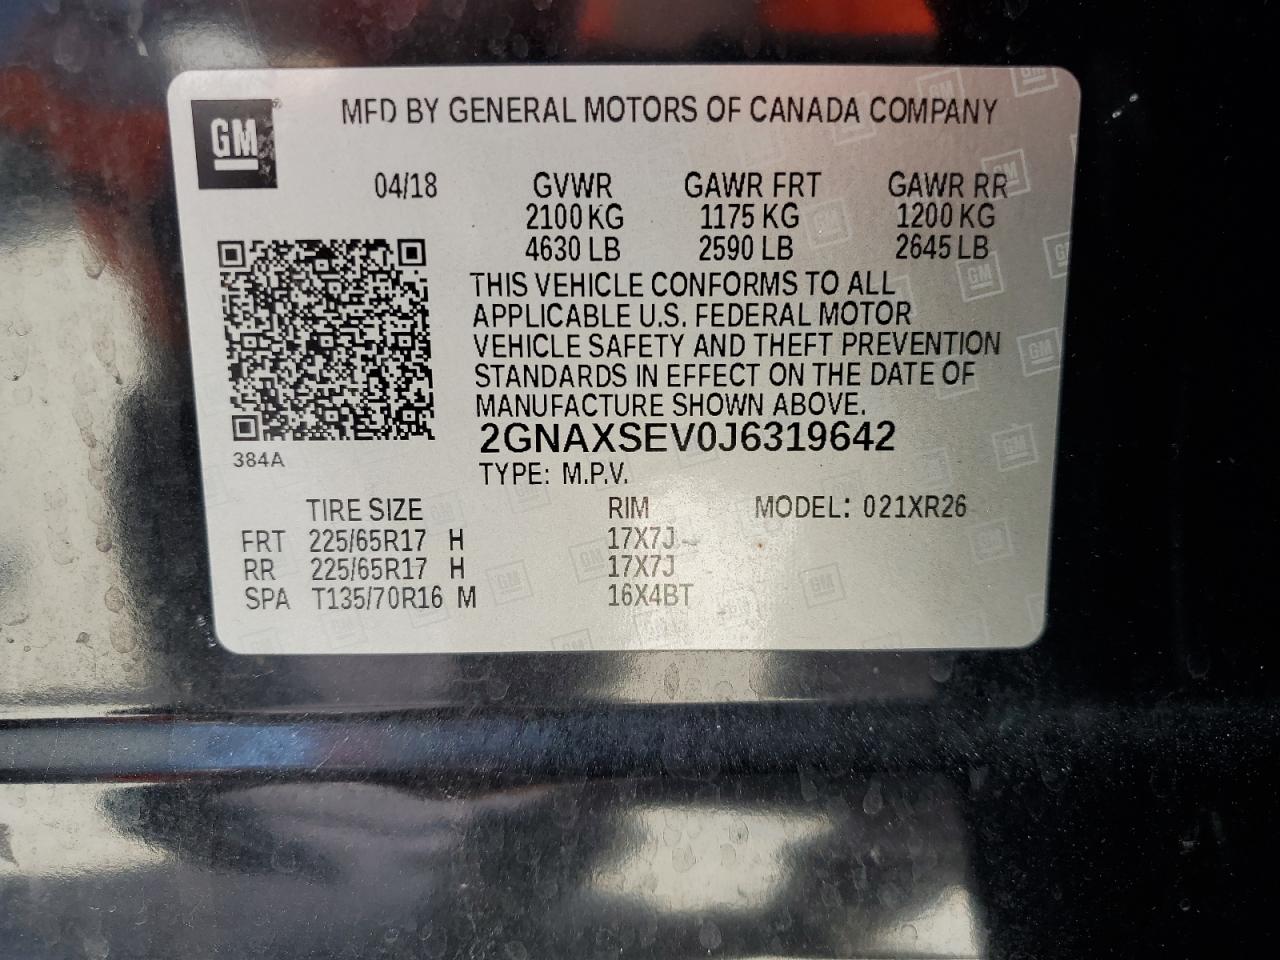 GM
MFD BY GENERAL MOTORS OF CANADA COMPANY
04/18 GVWR GAWR FRT GAWR RR
2100 KG 1175 KG 1200 KG
4630 LB 2590 LB 2645 LB
THIS VEHICLE CONFORMS TO ALL
APPLICABLE U.S. FEDERAL MOTOR
VEHICLE SAFETY AND THEFT PREVENTION
STANDARDS IN EFFECT ON THE DATE OF
MANUFACTURE SHOWN ABOVE.
2GNAXSEV0J6319642
384A
TYPE: M.P.V.
TIRE SIZE RIM MODEL: 021XR26
FRT 225/65R17 H 17X7J
RR 225/65R17 H 17X7J
SPA T135/70R16 M 16X4BT